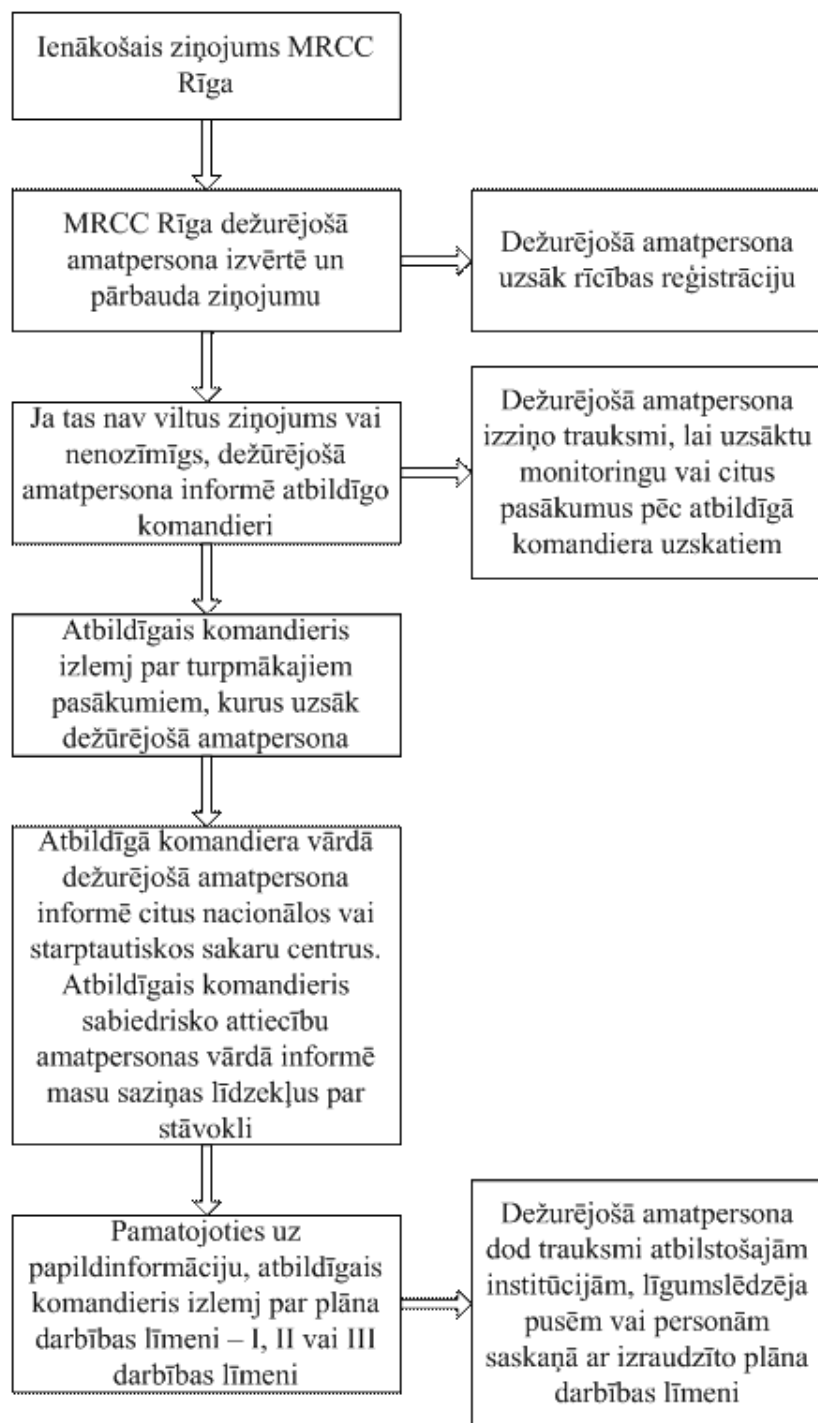 Ienākošais ziņojums MRCC
Rīga
MRCC Rīga dežurējošā
amatpersona izvērtē un
pārbauda ziņojumu
Dežurējošā amatpersona
uzsāk rīcības reģistrāciju
Ja tas nav viltus ziņojums vai
nenozīmīgs, dežūrējošā
amatpersona informē atbildīgo
komandieri
Dežurējošā amatpersona
izziņo trauksmi, lai uzsāktu
monitoringu vai citus
pasākumus pēc atbildīgā
komandiera uzskatiem
Atbildīgais komandieris
izlemj par turpmākajiem
pasākumiem, kurus uzsāk
dežūrējošā amatpersona
Atbildīgā komandiera vārdā
dežurējošā amatpersona
informē citus nacionālos vai
starptautiskos sakaru centrus.
Atbildīgais komandieris
sabiedrisko attiecību
amatpersonas vārdā informē
masu saziņas līdzekļus par
stāvokli
Pamatojoties uz
papildinformāciju, atbildīgais
komandieris izlemj par plāna
darbības līmeni – I, II vai III
darbības līmeni
Dežurējošā amatpersona
dod trauksmi atbilstošajām
institūcijām, līgumslēdzēja
pusēm vai personām
saskaņā ar izraudzīto plāna
darbības līmeni